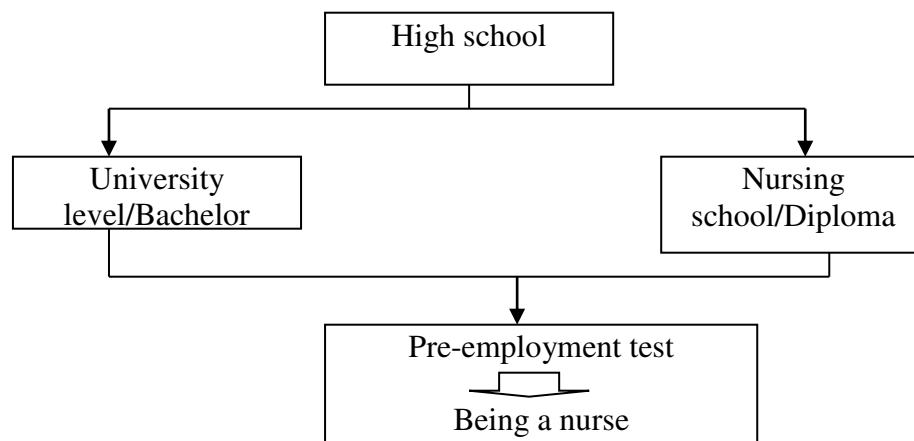 High school
University
level/Bachelor
Nursing
school/Diploma
Pre-employment test
Being a nurse